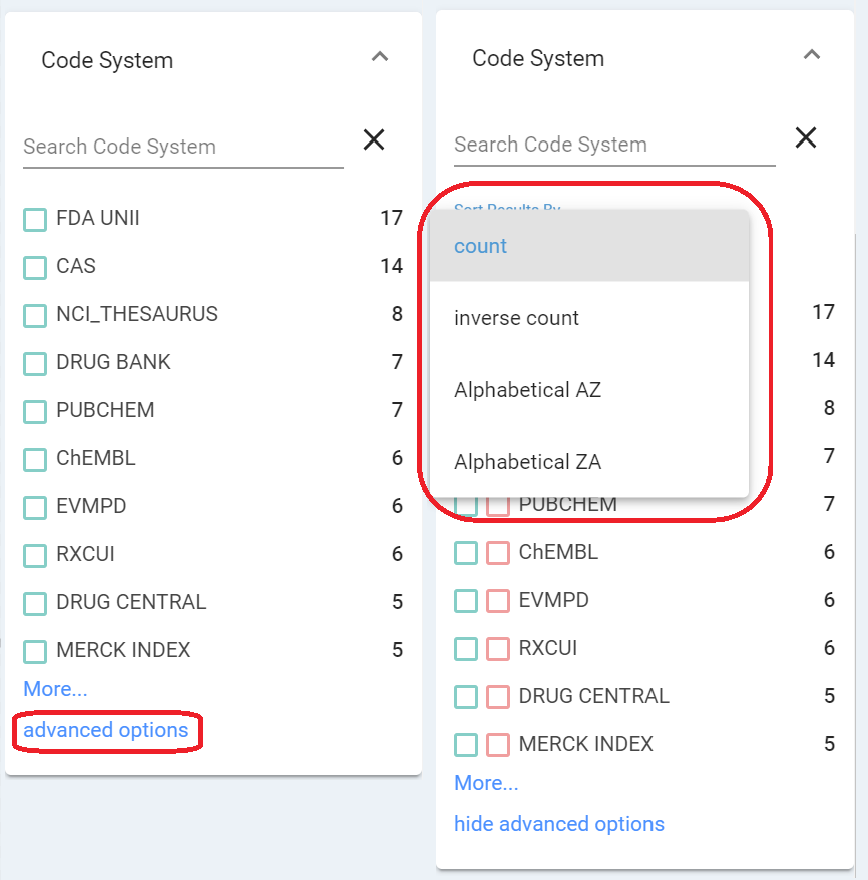 Code System
Search Code System
FDA UNII 17
CAS 14
NCI_THESAURUS 8
DRUG BANK 7
PUBCHEM 7
ChEMBL 6
EVMPD 6
RXCUI 6
DRUG CENTRAL 5
MERCK INDEX 5
More...
advanced options
Code System
Search Code System
Sort Results By
count
inverse count
Alphabetical AZ
Alphabetical ZA
17
14
8
7
PUBCHEM 7
ChEMBL 6
EVMPD 6
RXCUI 6
DRUG CENTRAL 5
MERCK INDEX 5
More...
hide advanced options